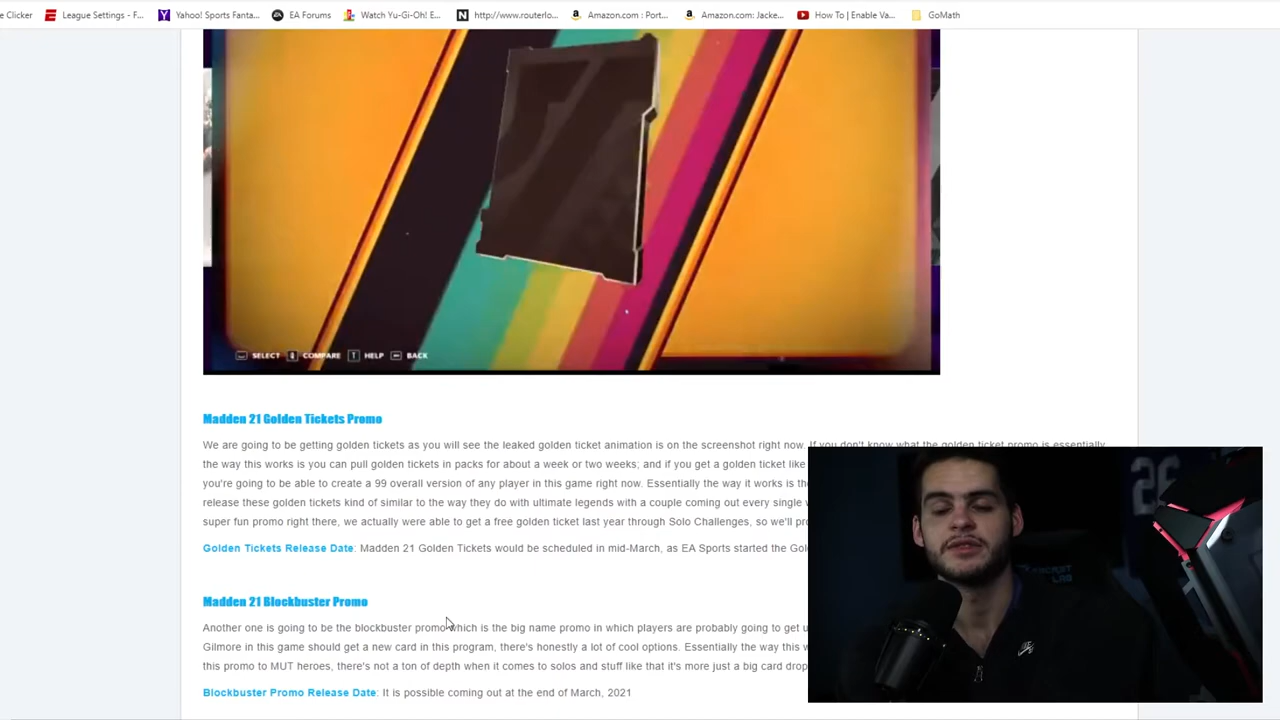 e Clicker League Settings - F... Yahoo! Sports Fanta... EA Forums Watch Yu-Gi-Oh! E... http://www.routerlo... Amazon.com : Port... Amazon.com: Jacke... How To | Enable Va... GoMath
SELECT COMPARE HELP BACK
Madden 21 Golden Tickets Promo
We are going to be getting golden tickets as you will see the leaked golden ticket animation is on the screenshot right now. If you don't know what the golden ticket promo is essentially
the way this works is you can pull golden tickets in packs for about a week or two weeks; and if you get a golden ticket like
you're going to be able to create a 99 overall version of any player in this game right now. Essentially the way it works is the
release these golden tickets kind of similar to the way they do with ultimate legends with a couple coming out every single
super fun promo right there, we actually were able to get a free golden ticket last year through Solo Challenges, so we'll
Golden Tickets Release Date: Madden 21 Golden Tickets would be scheduled in mid-March, as EA Sports started the
Madden 21 Blockbuster Promo
Another one is going to be the blockbuster promo which is the big name promo in which players are probably going to get
Gilmore in this game should get a new card in this program, there's honestly a lot of cool options. Essentially the way this
this promo to MUT heroes, there's not a ton of depth when it comes to solos and stuff like that it's more just a big card drop
Blockbuster Promo Release Date: It is possible coming out at the end of March, 2021
26